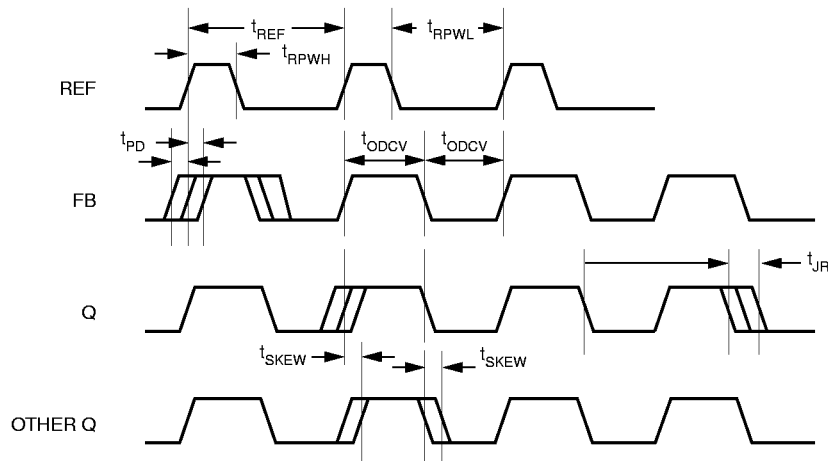 tREF
tRPWL
tRPWH
REF
tPD
tODCV
tODCV
FB
tJR
Q
tSKEW
tSKEW
OTHER Q